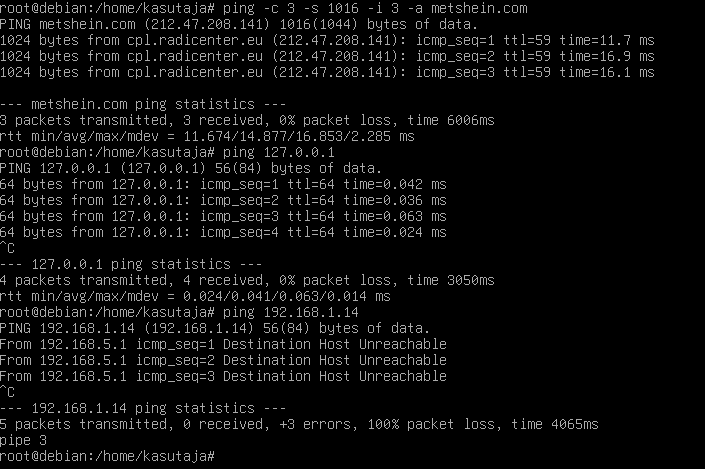 root@debian:/home/kasutaja# ping -c 3 -s 1016 -i 3 -a metshein.com
PING metshein.com (212.47.208.141) 1016(1044) bytes of data.
1024 bytes from cpl.radicenter.eu (212.47.208.141): icmp_seq=1 ttl=59 time=11.7 ms
1024 bytes from cpl.radicenter.eu (212.47.208.141): icmp_seq=2 ttl=59 time=16.9 ms
1024 bytes from cpl.radicenter.eu (212.47.208.141): icmp_seq=3 ttl=59 time=16.1 ms
--- metshein.com ping statistics ---
3 packets transmitted, 3 received, 0% packet loss, time 6006ms
rtt min/avg/max/mdev = 11.674/14.877/16.853/2.285 ms
root@debian:/home/kasutaja# ping 127.0.0.1
PING 127.0.0.1 (127.0.0.1) 56(84) bytes of data.
64 bytes from 127.0.0.1: icmp_seq=1 ttl=64 time=0.042 ms
64 bytes from 127.0.0.1: icmp_seq=2 ttl=64 time=0.036 ms
64 bytes from 127.0.0.1: icmp_seq=3 ttl=64 time=0.063 ms
64 bytes from 127.0.0.1: icmp_seq=4 ttl=64 time=0.024 ms
^C
--- 127.0.0.1 ping statistics ---
4 packets transmitted, 4 received, 0% packet loss, time 3050ms
rtt min/avg/max/mdev = 0.024/0.041/0.063/0.014 ms
root@debian:/home/kasutaja# ping 192.168.1.14
PING 192.168.1.14 (192.168.1.14) 56(84) bytes of data.
From 192.168.5.1 icmp_seq=1 Destination Host Unreachable
From 192.168.5.1 icmp_seq=2 Destination Host Unreachable
From 192.168.5.1 icmp_seq=3 Destination Host Unreachable
^C
--- 192.168.1.14 ping statistics ---
5 packets transmitted, 0 received, +3 errors, 100% packet loss, time 4065ms
pipe 3
root@debian:/home/kasutaja#